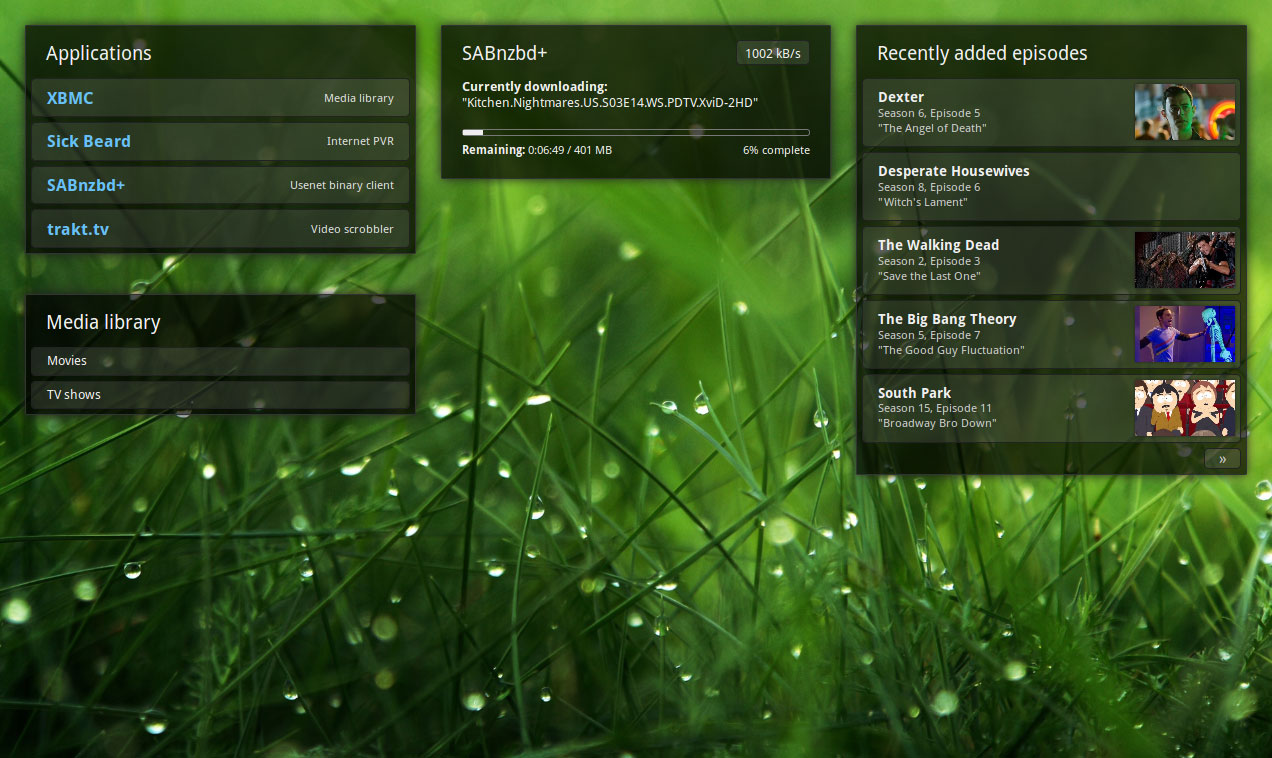 Applications
XBMC Media library
Sick Beard Internet PVR
SABnzbd+ Usenet binary client
trakt.tv Video scrobbler
Media library
Movies
TV shows
SABnzbd+ 1002 kB/s
Currently downloading:
"Kitchen.Nightmares.US.S03E14.WS.PDTV.XviD-2HD"
Remaining: 0:06:49 / 401 MB 6% complete
Recently added episodes
Dexter
Season 6, Episode 5
"The Angel of Death"
Desperate Housewives
Season 8, Episode 6
"Witch's Lament"
The Walking Dead
Season 2, Episode 3
"Save the Last One"
The Big Bang Theory
Season 5, Episode 7
"The Good Guy Fluctuation"
South Park
Season 15, Episode 11
"Broadway Bro Down"
»